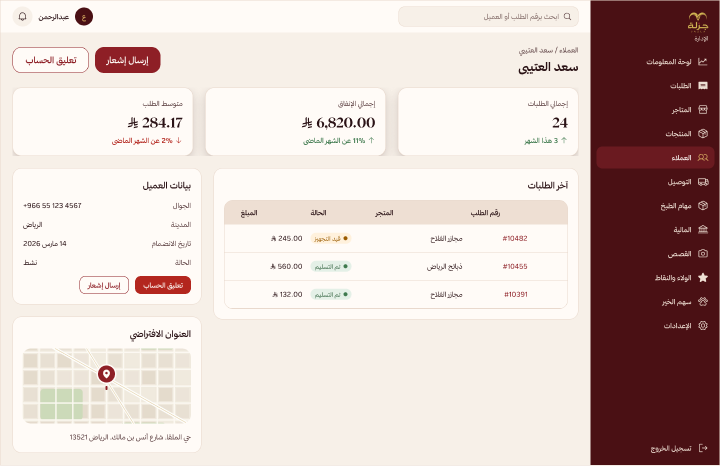 جزلة
الإدارة
لوحة المعلومات
الطلبات
المتاجر
المنتجات
العملاء
التوصيل
مهام الطبخ
المالية
القصص
الولاء والنقاط
سهم الخير
الإعدادات
تسجيل الخروج
ابحث برقم الطلب أو العميل
ع
عبدالرحمن
العملاء / سعد العتيبي
سعد العتيبي
إرسال إشعار
تعليق الحساب
إجمالي الطلبات
24
↑ 3 هذا الشهر
إجمالي الإنفاق
6,820.00
↑ 11% عن الشهر الماضي
متوسط الطلب
284.17
↓ 2% عن الشهر الماضي
آخر الطلبات
رقم الطلب المتجر الحالة المبلغ
#10482 مجازر الفلاح قيد التجهيز 245.00
#10455 ذبائح الرياض تم التسليم 560.00
#10391 مجازر الفلاح تم التسليم 132.00
بيانات العميل
الجوال +966 55 123 4567
المدينة الرياض
تاريخ الانضمام 14 مارس 2026
الحالة نشط
تعليق الحساب
إرسال إشعار
العنوان الافتراضي
حي الملقا، شارع أنس بن مالك، الرياض 13521